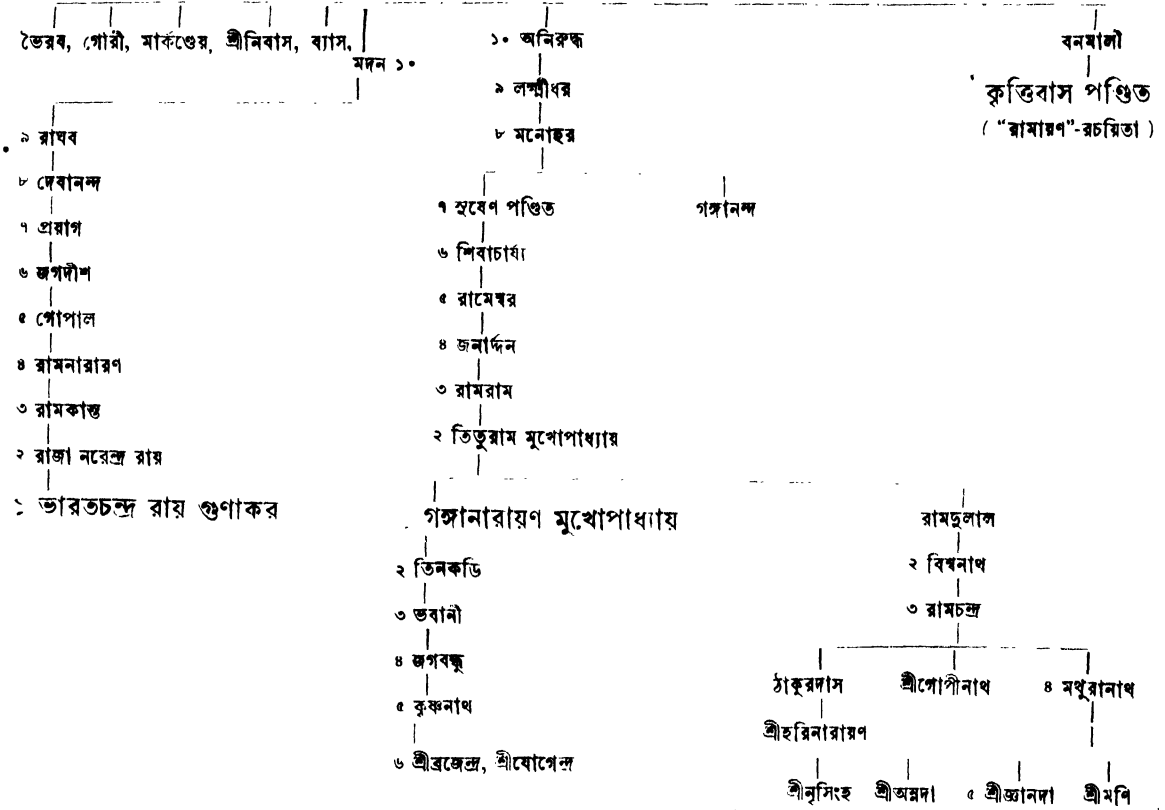 ভৈরব, গৌরী, মার্কণ্ডেয়, শ্রীনিবাস, ব্যাস,
মদন ১০
১০ অনিরুদ্ধ
বনমালী
৯ লক্ষ্মীধর
কৃত্তিবাস পণ্ডিত
( “রামায়ণ”-রচয়িতা )
৮ মনোহর
৯ রাঘব
৮ দেবানন্দ
৭ প্রয়াগ
৬ জগদীশ
৫ গোপাল
৪ রামনারায়ণ
৩ রামকান্ত
২ রাজা নরেন্দ্র রায়
১ ভারতচন্দ্র রায় গুণাকর
৭ সুষেণ পণ্ডিত
গঙ্গানন্দ
৬ শিবাচার্য্য
৫ রামেশ্বর
৪ জনার্দ্দন
৩ রামরাম
২ তিতুরাম মুখোপাধ্যায়
গঙ্গানারায়ণ মুখোপাধ্যায়
রামদুলাল
২ তিনকড়ি
৩ ভবানী
৪ জগবন্ধু
৫ কৃষ্ণনাথ
৬ শ্রীব্রজেন্দ্র, শ্রীযোগেন্দ্র
২ বিশ্বনাথ
৩ রামচন্দ্র
ঠাকুরদাস শ্রীগোপীনাথ ৪ মথুরানাথ
শ্রীহরিনারায়ণ
শ্রীনৃসিংহ শ্রীঅন্নদা ৫ শ্রীজ্ঞানদা শ্রীমণি